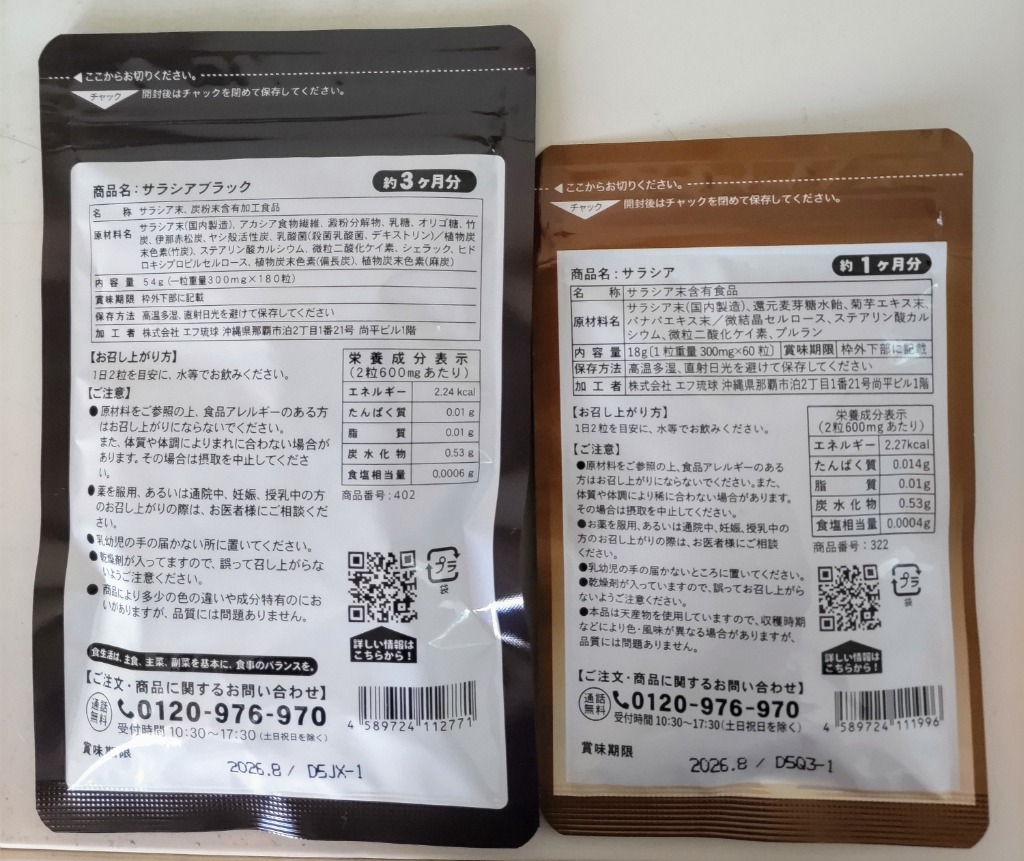 ここからお切りください。
チャック
開封後はチャックを閉めて保存してください。
商品名：サラシアブラック
約3ヶ月分
名 称 サラシア末、炭粉末含有加工食品
原材料名 サラシア末(国内製造)、アカシア食物繊維、澱粉分解物、乳糖、オリゴ糖、竹
炭、伊那赤松炭、ヤシ殻活性炭、乳酸菌(殺菌乳酸菌、デキストリン)／植物炭
末色素(竹炭)、ステアリン酸カルシウム、微粒二酸化ケイ素、シェラック、ヒド
ロキシプロピルセルロース、植物炭末色素(備長炭)、植物炭末色素(麻炭)
内容量 54g (一粒重量300mg×180粒)
賞味期限 枠外下部に記載
保存方法 高温多湿、直射日光を避けて保存してください
加工者 株式会社 エフ琉球 沖縄県那覇市泊2丁目1番21号 尚平ビル1階
【お召し上がり方】
1日2粒を目安に、水等でお飲みください。
【ご注意】
●原材料をご参照の上、食品アレルギーのある方
はお召し上がりにならないでください。
また、体質や体調によりまれに合わない場合が
あります。その場合は摂取を中止してくださ
い。
●薬を服用、あるいは通院中、妊娠、授乳中の方
のお召し上がりの際は、お医者様にご相談くだ
さい。
●乳幼児の手の届かない所に置いてください。
●乾燥剤が入ってますので、誤って召し上がらな
いようご注意ください。
●商品により多少の色の違いや成分特有のにお
いがありますが、品質には問題ありません。
栄養成分表示
(2粒600mgあたり)
エネルギー 2.24 kcal
たんぱく質 0.01 g
脂質 0.01 g
炭水化物 0.53 g
食塩相当量 0.0006 g
商品番号：402
プラ
袋
詳しい情報は
こちらから！
食生活は、主食、主菜、副菜を基本に、食事のバランスを。
【ご注文・商品に関するお問い合わせ】
通話
無料
0120-976-970
受付時間 10:30～17:30 (土日祝日を除く)
4 589724 112771
賞味期限
2026.8 / D5JX-1
ここからお切りください。
チャック
開封後はチャックを閉めて保存してください。
商品名：サラシア
約1ヶ月分
名 称 サラシア末含有食品
原材料名 サラシア末(国内製造)、還元麦芽糖水飴、菊芋エキス末、
バナバエキス末／微結晶セルロース、ステアリン酸カル
シウム、微粒二酸化ケイ素、プルラン
内容量 18g〔1粒重量 300mg×60粒〕 賞味期限 枠外下部に記載
保存方法 高温多湿、直射日光を避けて保存してください
加工者 株式会社 エフ琉球 沖縄県那覇市泊2丁目1番21号尚平ビル1階
【お召し上がり方】
1日2粒を目安に、水等でお飲みください。
【ご注意】
●原材料をご参照の上、食品アレルギーのある
方はお召し上がりにならないでください。また、
体質や体調により稀に合わない場合があります。
その場合は摂取を中止してください。
●お薬を服用、あるいは通院中、妊娠、授乳中の
方のお召し上がりの際は、お医者様にご相談
ください。
●乳幼児の手の届かないところに置いてください。
●乾燥剤が入っていますので、誤ってお召し上がら
ないようご注意ください。
●本品は天産物を使用していますので、収穫時期
などにより色・風味が異なる場合がありますが、
品質には問題ありません。
栄養成分表示
(2粒600mgあたり)
エネルギー 2.27kcal
たんぱく質 0.014g
脂質 0.01g
炭水化物 0.53g
食塩相当量 0.0004g
商品番号：322
プラ
袋
詳しい情報は
こちらから！
【ご注文・商品に関するお問い合わせ】
通話
無料
0120-976-970
受付時間 10:30～17:30 (土日祝日を除く)
4 589724 111996
賞味期限
2026.8 / D5Q3-1